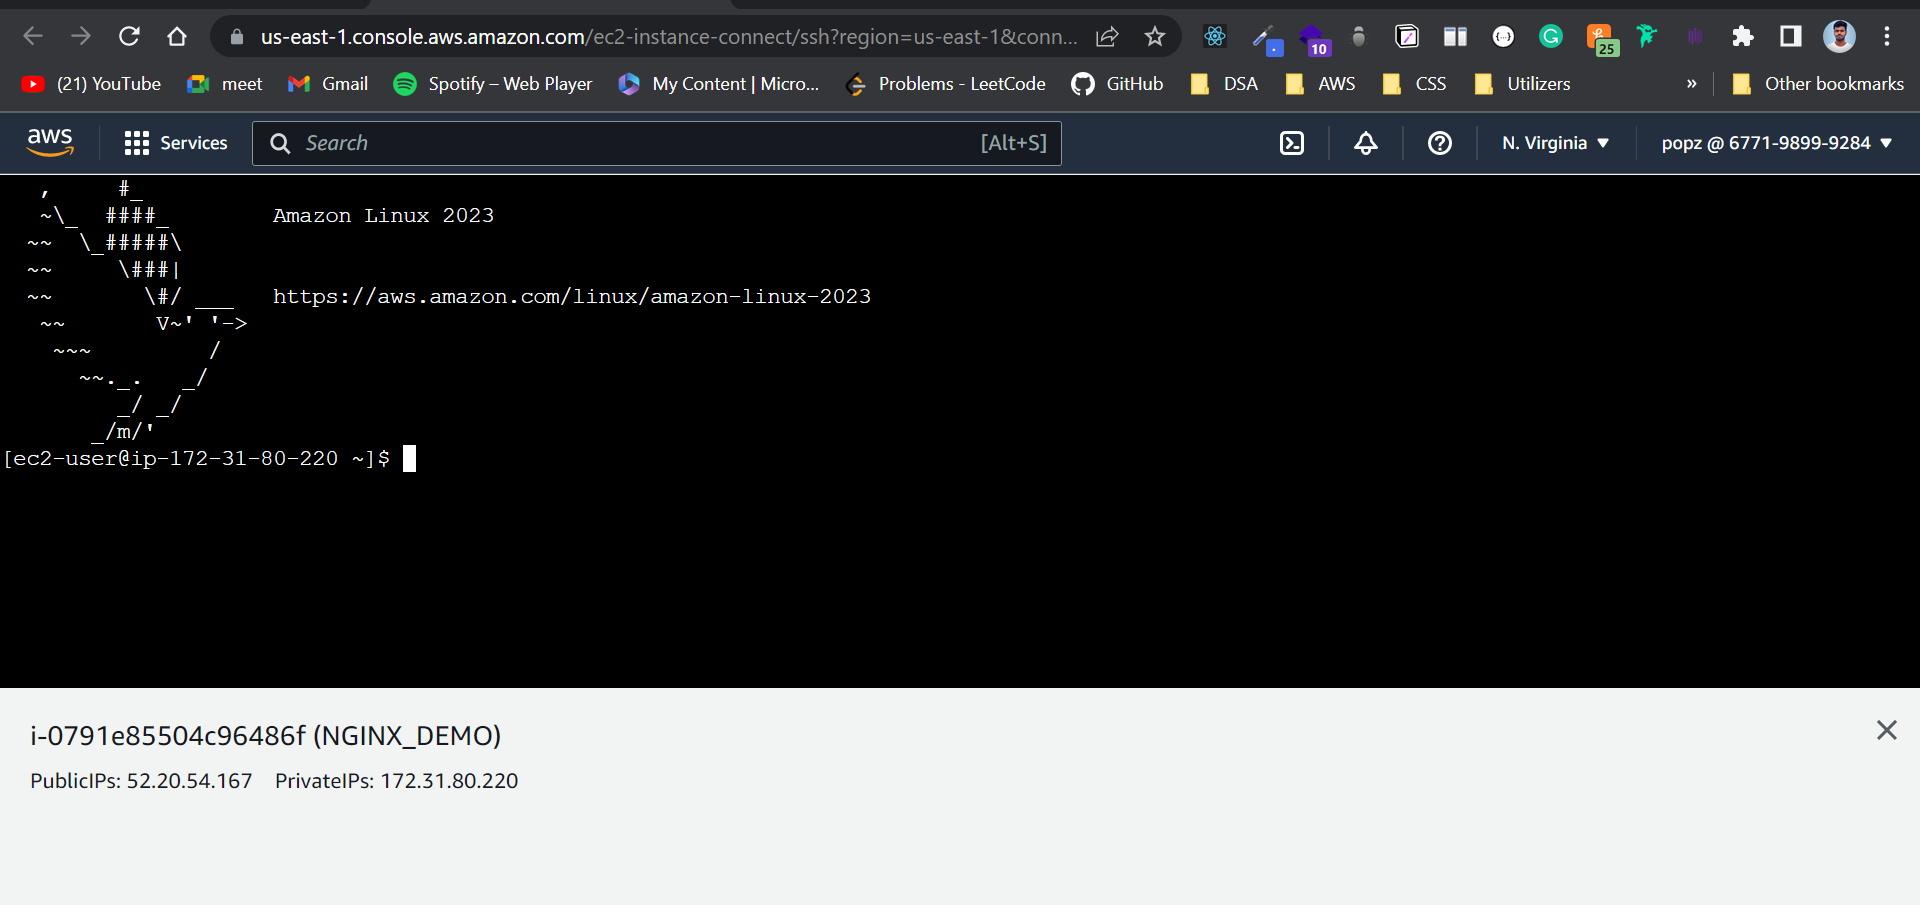 us-east-1.console.aws.amazon.com/ec2-instance-connect/ssh?region=us-east-1&conn...
10
25
(21) YouTube meet Gmail Spotify – Web Player My Content | Micro... Problems - LeetCode GitHub DSA AWS CSS Utilizers » Other bookmarks
aws Services Search [Alt+S] N. Virginia popz @ 6771-9899-9284
   ,     #_
   ~\_  ####_        Amazon Linux 2023
  ~~  \_#####\
  ~~     \###|
  ~~       \#/ ___   https://aws.amazon.com/linux/amazon-linux-2023
   ~~       V~' '->
    ~~~         /
      ~~._.   _/
         _/ _/
       _/m/'
[ec2-user@ip-172-31-80-220 ~]$
i-0791e85504c96486f (NGINX_DEMO)
PublicIPs: 52.20.54.167 PrivateIPs: 172.31.80.220